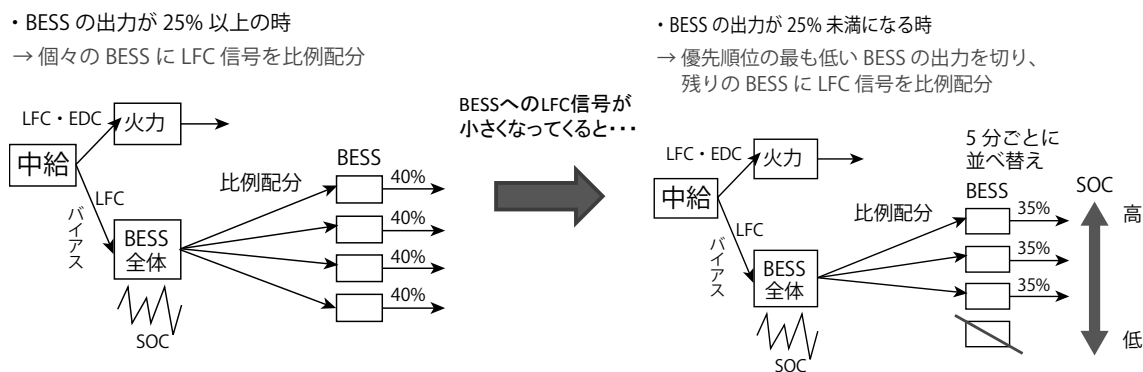 ・BESS の出力が 25% 以上の時
→ 個々の BESS に LFC 信号を比例配分
LFC・EDC
火力
中給
LFC
バイアス
BESS
全体
SOC
比例配分
BESS
40%
40%
40%
40%
BESSへのLFC信号が
小さくなってくると・・・
・BESS の出力が 25% 未満になる時
→ 優先順位の最も低い BESS の出力を切り、
残りの BESS に LFC 信号を比例配分
LFC・EDC
火力
中給
LFC
バイアス
BESS
全体
SOC
比例配分
5 分ごとに
並べ替え
BESS
35%
35%
35%
SOC
高
低